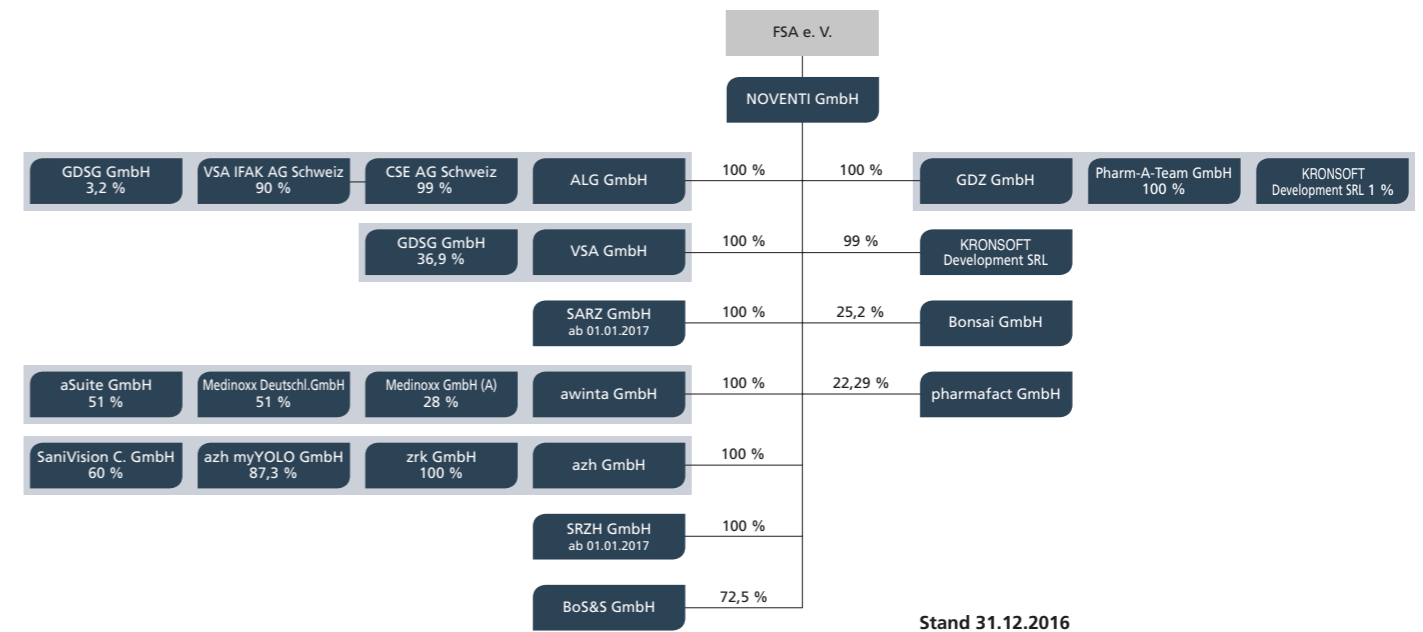 FSA e. V.
NOVENTI GmbH
GDSG GmbH
3,2 %
VSA IFAK AG Schweiz
90 %
CSE AG Schweiz
99 %
ALG GmbH
100 %
100 %
GDZ GmbH
Pharm-A-Team GmbH
100 %
KRONSOFT
Development SRL 1 %
GDSG GmbH
36,9 %
VSA GmbH
100 %
99 %
KRONSOFT
Development SRL
SARZ GmbH
ab 01.01.2017
100 %
25,2 %
Bonsai GmbH
aSuite GmbH
51 %
Medinoxx Deutschl.GmbH
51 %
Medinoxx GmbH (A)
28 %
awinta GmbH
100 %
22,29 %
pharmafact GmbH
SaniVision C. GmbH
60 %
azh myYOLO GmbH
87,3 %
zrk GmbH
100 %
azh GmbH
100 %
SRZH GmbH
ab 01.01.2017
100 %
BoS&S GmbH
72,5 %
Stand 31.12.2016